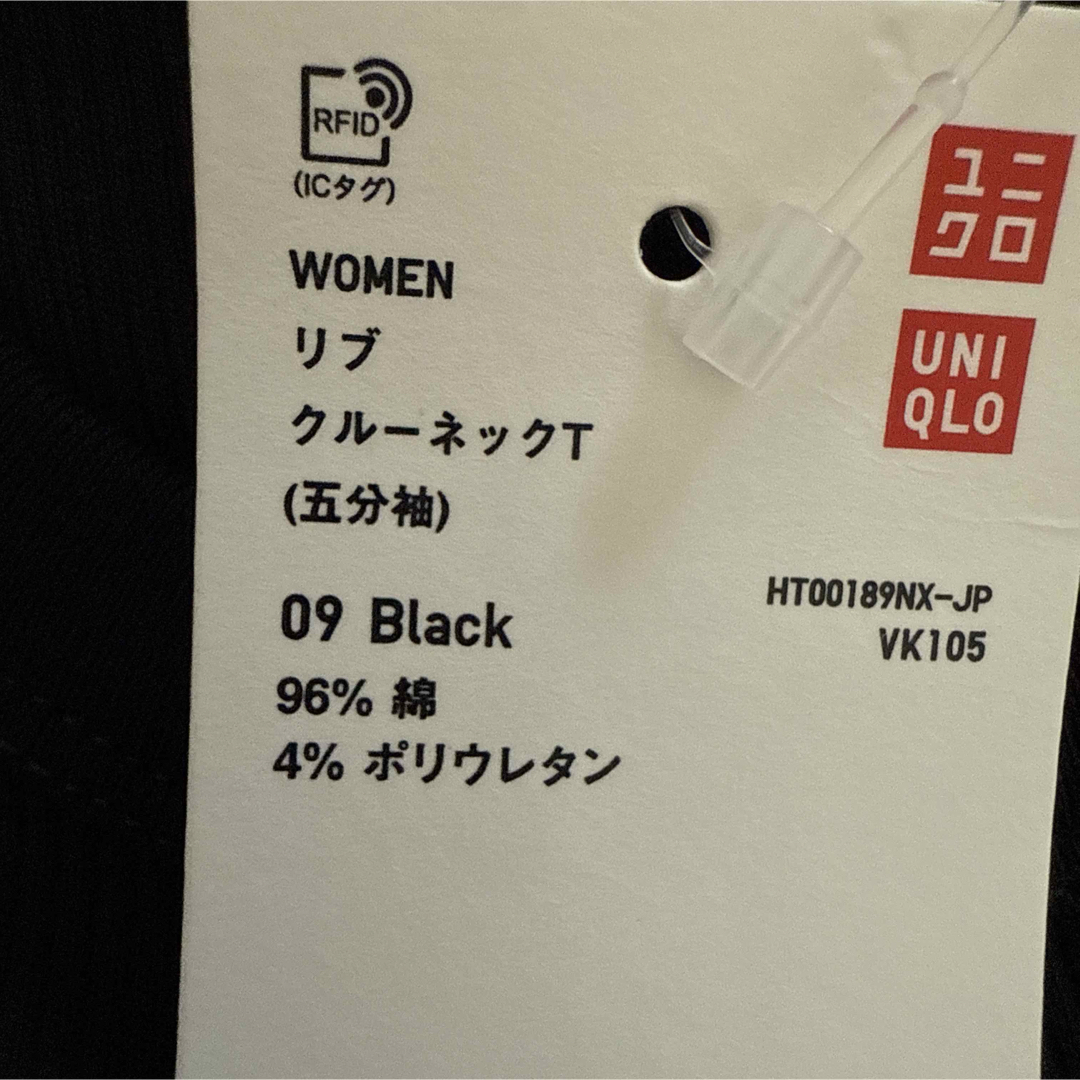 RFID
(ICタグ)
WOMEN
リブ
クルーネックT
(五分袖)
09 Black
96% 綿
4% ポリウレタン
ユニ
クロ
UNI
QLO
HT00189NX-JP
VK105